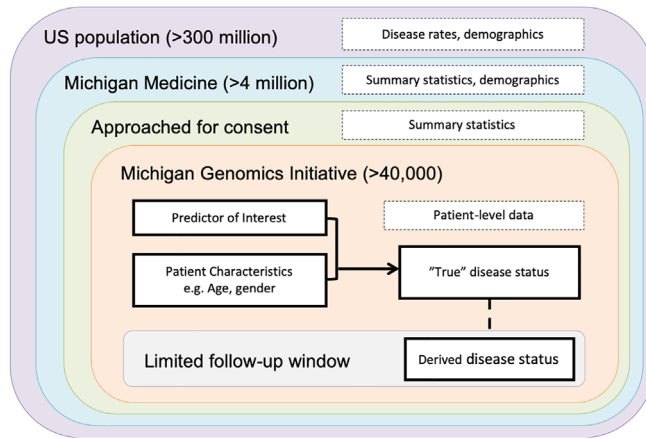 US population (>300 million)
Disease rates, demographics
Michigan Medicine (>4 million)
Summary statistics, demographics
Approached for consent
Summary statistics
Michigan Genomics Initiative (>40,000)
Predictor of Interest
Patient-level data
Patient Characteristics
e.g. Age, gender
"True" disease status
Limited follow-up window
Derived disease status